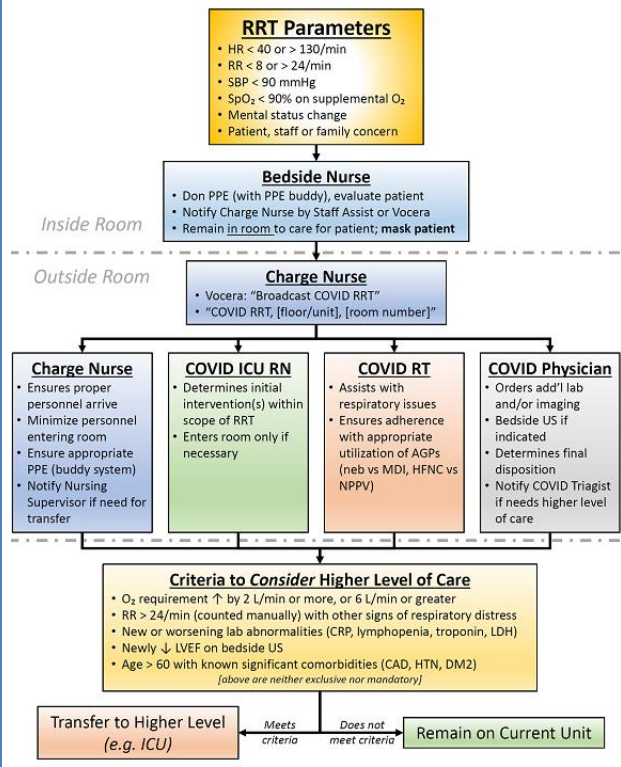 RRT Parameters
• HR < 40 or > 130/min
• RR < 8 or > 24/min
• SBP < 90 mmHg
• SpO₂ < 90% on supplemental O₂
• Mental status change
• Patient, staff or family concern
Bedside Nurse
• Don PPE (with PPE buddy), evaluate patient
• Notify Charge Nurse by Staff Assist or Vocera
• Remain in room to care for patient; mask patient
Inside Room
Outside Room
Charge Nurse
• Vocera: “Broadcast COVID RRT”
• “COVID RRT, [floor/unit], [room number]”
Charge Nurse
• Ensures proper
personnel arrive
• Minimize personnel
entering room
• Ensure appropriate
PPE (buddy system)
• Notify Nursing
Supervisor if need for
transfer
COVID ICU RN
• Determines initial
intervention(s) within
scope of RRT
• Enters room only if
necessary
COVID RT
• Assists with
respiratory issues
• Ensures adherence
with appropriate
utilization of AGPs
(neb vs MDI, HFNC vs
NPPV)
COVID Physician
• Orders add’l lab
and/or imaging
• Bedside US if
indicated
• Determines final
disposition
• Notify COVID Triagist if
needs higher level
of care
Criteria to Consider Higher Level of Care
• O₂ requirement ↑ by 2 L/min or more, or 6 L/min or greater
• RR > 24/min (counted manually) with other signs of respiratory distress
• New or worsening lab abnormalities (CRP, lymphopenia, troponin, LDH)
• Newly ↓ LVEF on bedside US
• Age > 60 with known significant comorbidities (CAD, HTN, DM2)
[above are neither exclusive nor mandatory]
Transfer to Higher Level
(e.g. ICU)
Meets
criteria
Does not
meet criteria
Remain on Current Unit